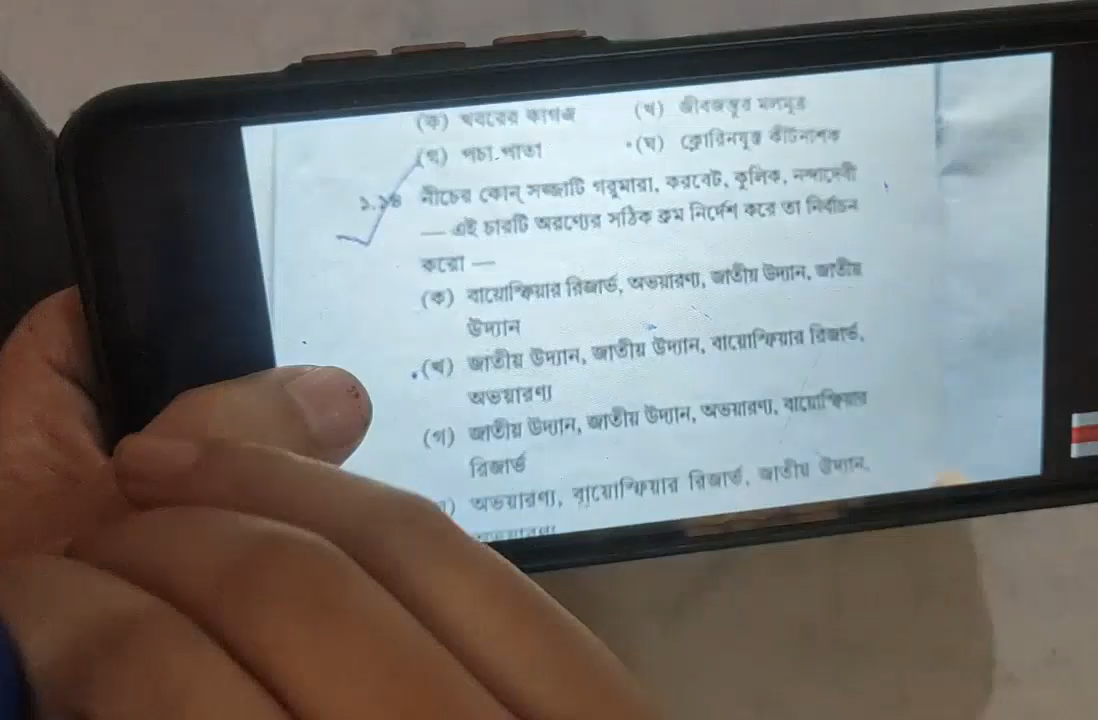 (ক) খবরের কাগজ (খ) জীবজন্তুর মলমূত্র
(গ) পচা-পাতা (ঘ) ক্লোরিনযুক্ত কীটনাশক
১.১৪ নীচের কোন্ সজ্জাটি গরুমারা, করবেট, কুলিক, নন্দাদেবী
— এই চারটি অরণ্যের সঠিক ক্রম নির্দেশ করে তা নির্বাচন
করো —
(ক) বায়োস্ফিয়ার রিজার্ভ, অভয়ারণ্য, জাতীয় উদ্যান, জাতীয়
উদ্যান
(খ) জাতীয় উদ্যান, জাতীয় উদ্যান, বায়োস্ফিয়ার রিজার্ভ,
অভয়ারণ্য
(গ) জাতীয় উদ্যান, জাতীয় উদ্যান, অভয়ারণ্য, বায়োস্ফিয়ার
রিজার্ভ
) অভয়ারণ্য, বায়োস্ফিয়ার রিজার্ভ, জাতীয় উদ্যান,